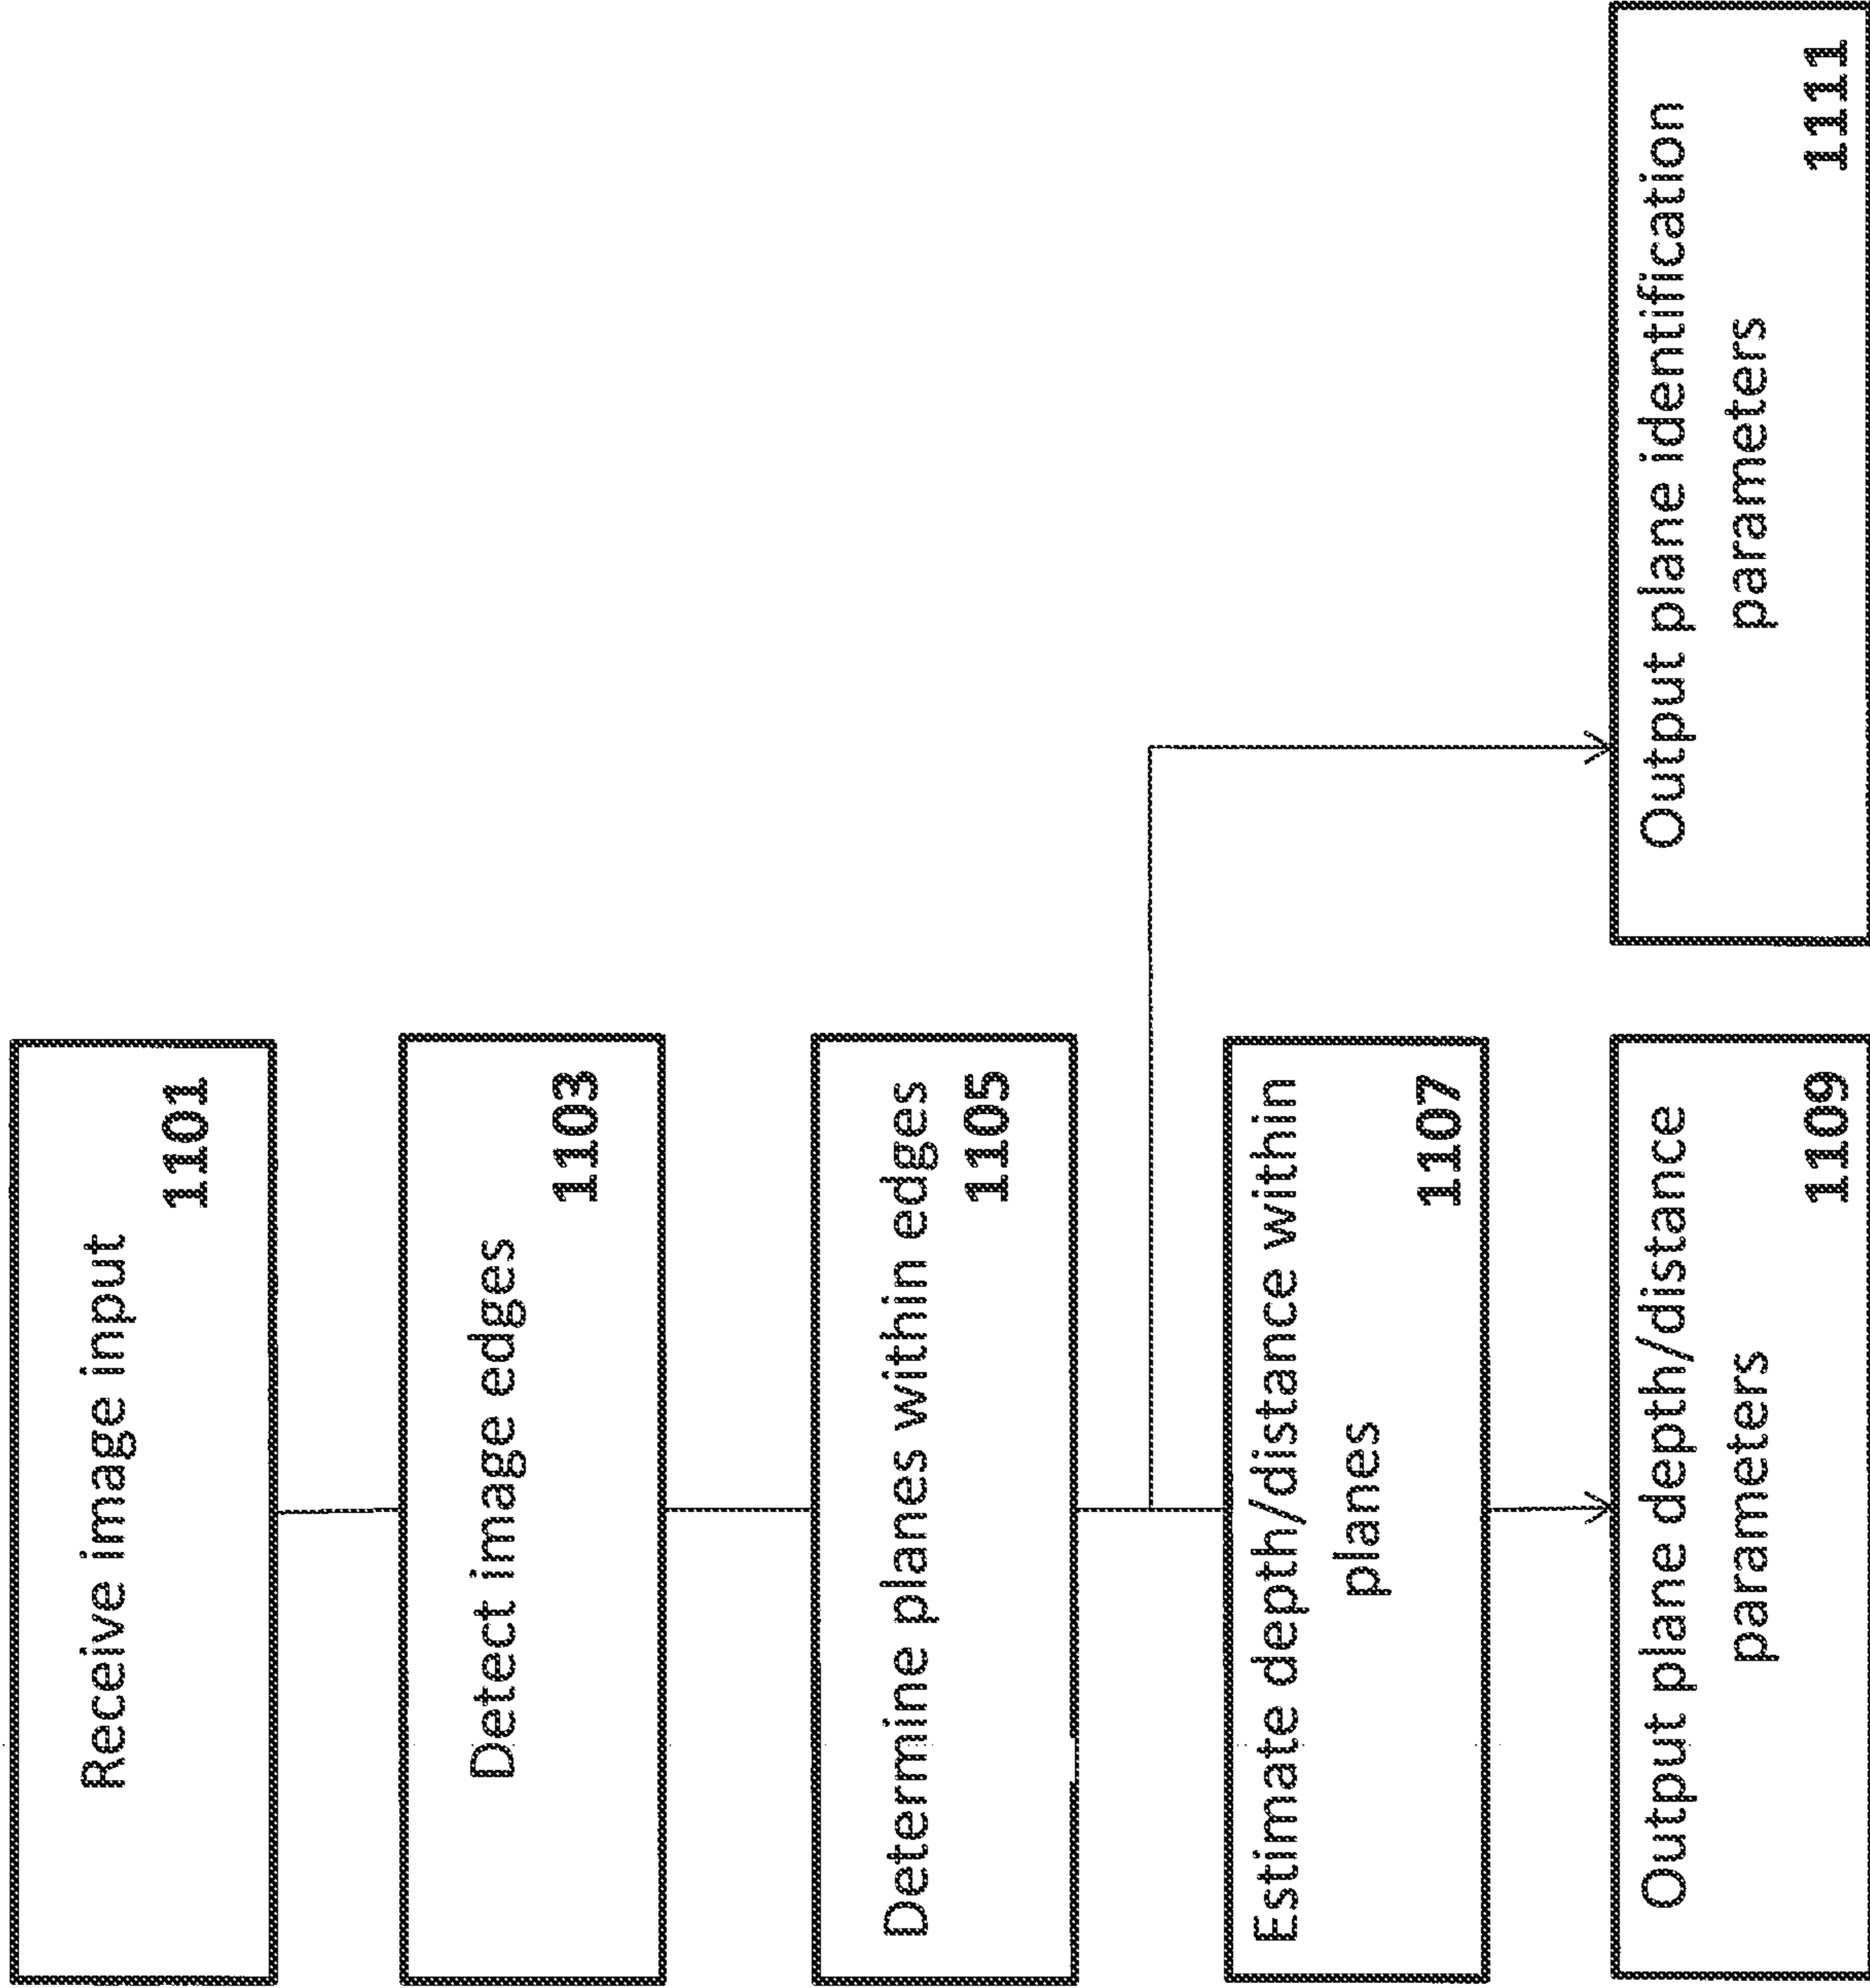 Receive image input
1101
Detect image edges
1103
Determine planes within edges
1105
Estimate depth/distance within
planes
1107
Output plane depth/distance
parameters
1109
Output plane identification
parameters
1111